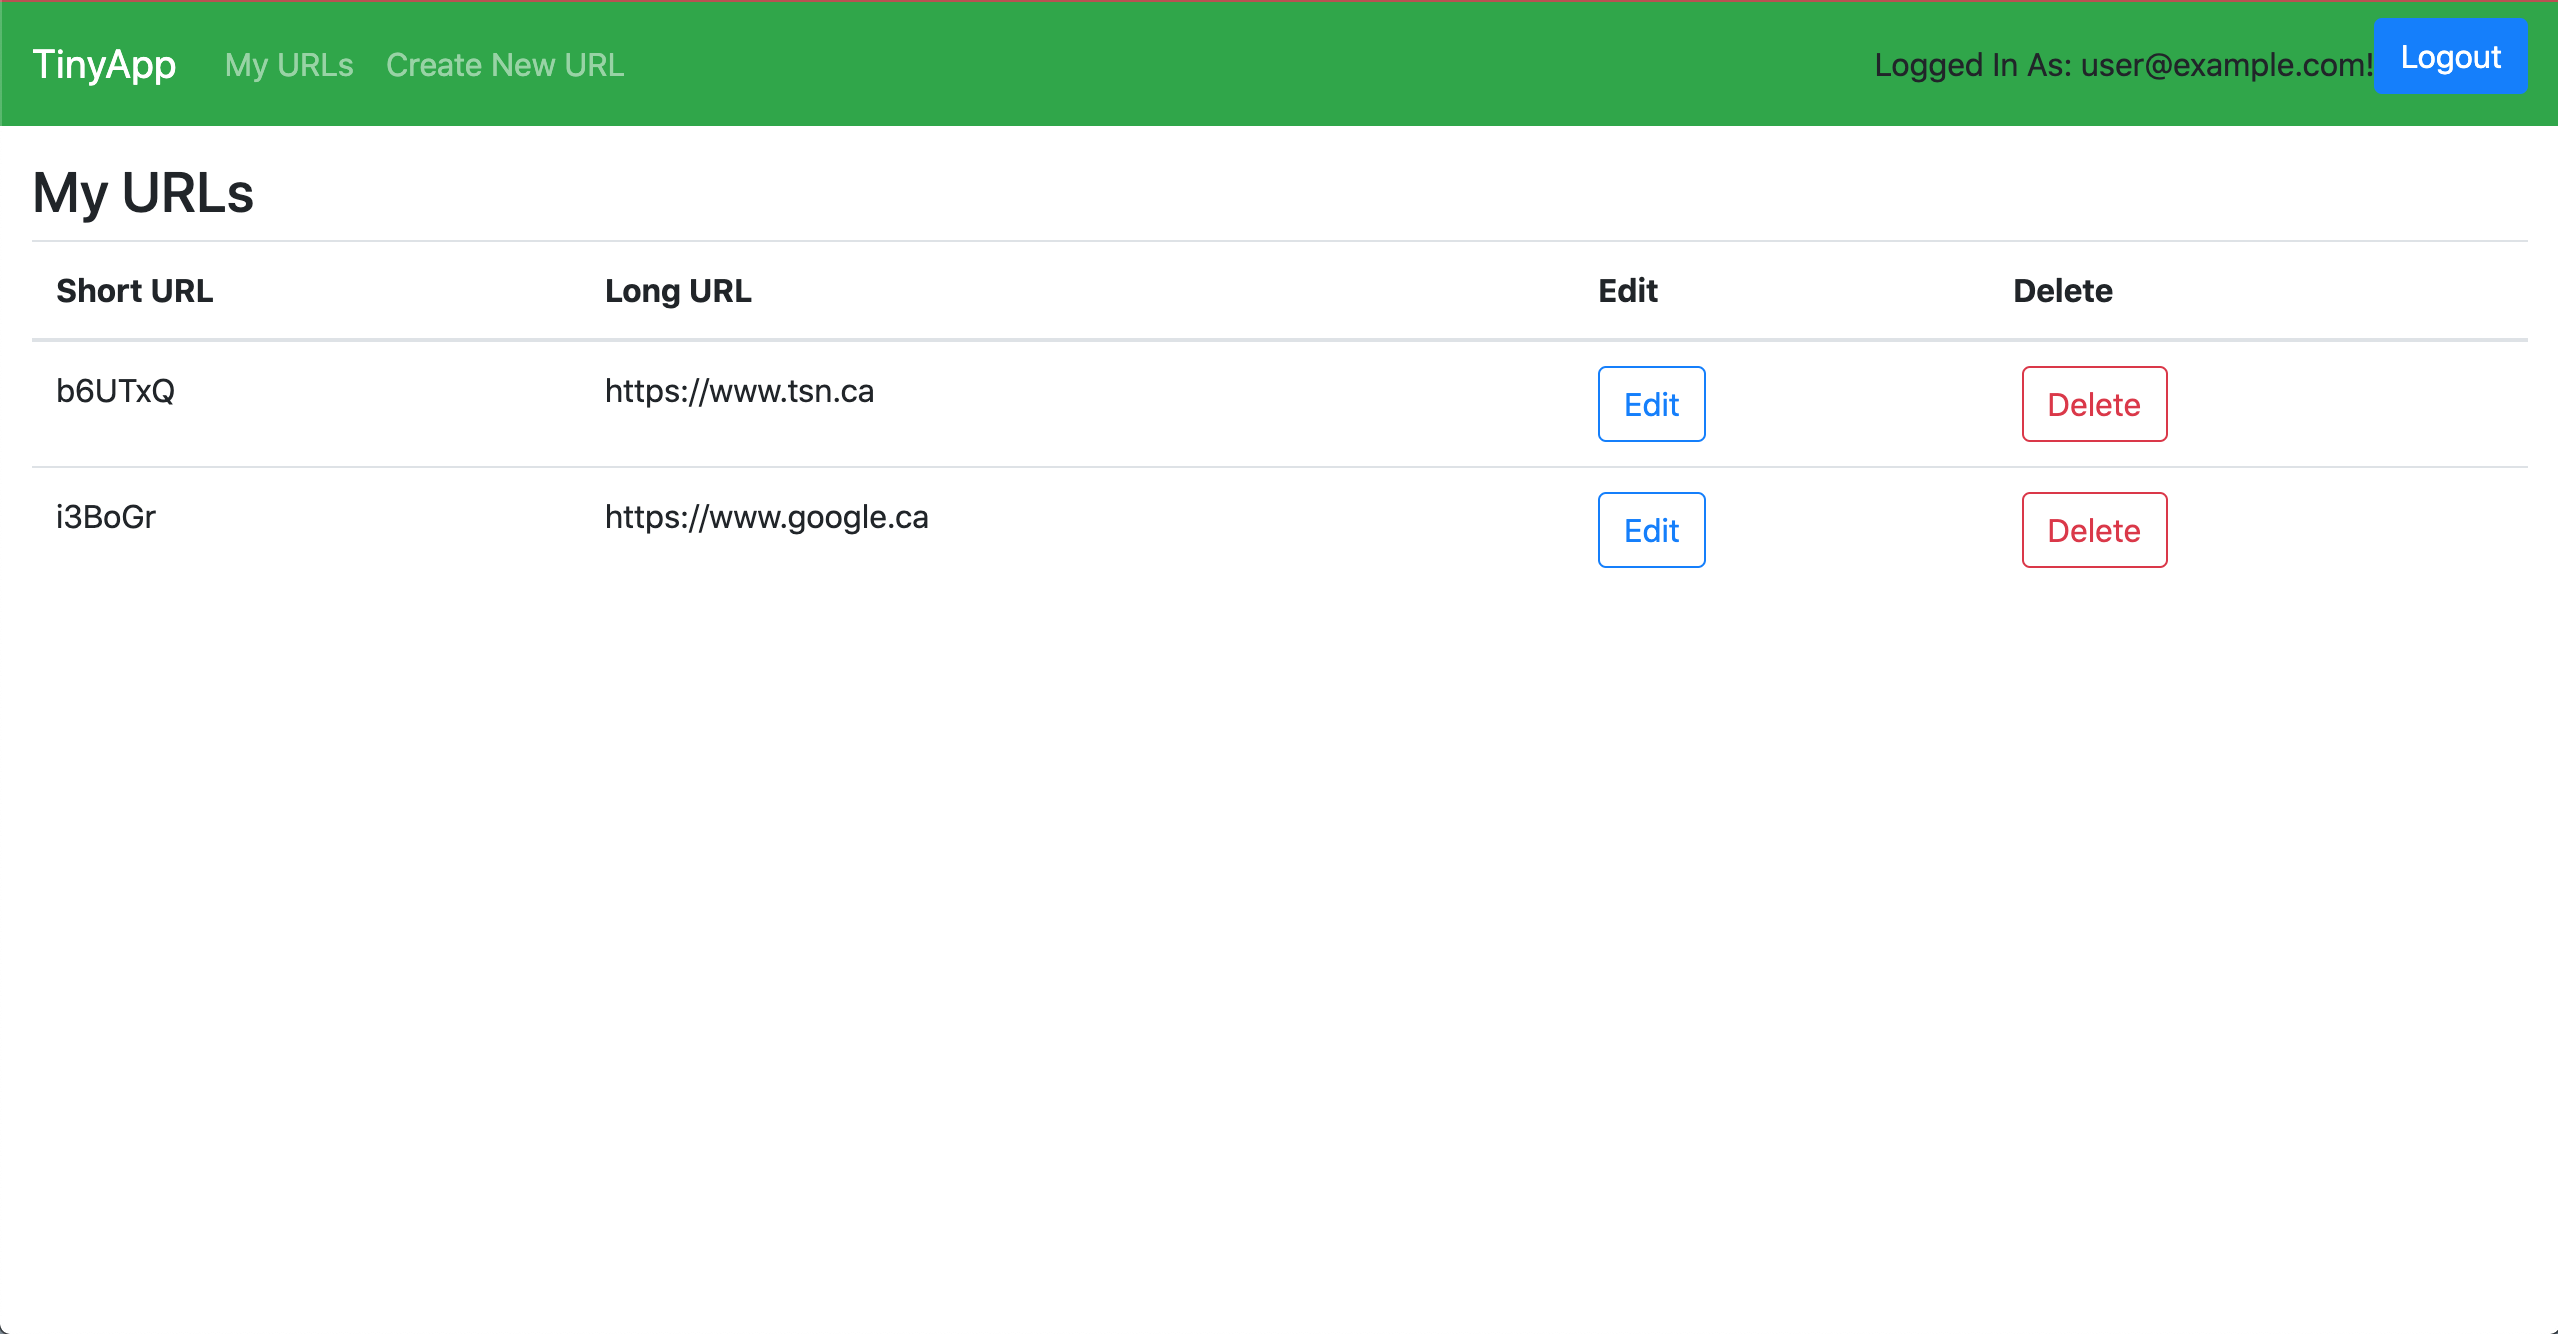 TinyApp My URLs Create New URL Logged In As: user@example.com! Logout
My URLs
Short URL Long URL Edit Delete
b6UTxQ https://www.tsn.ca Edit Delete
i3BoGr https://www.google.ca Edit Delete